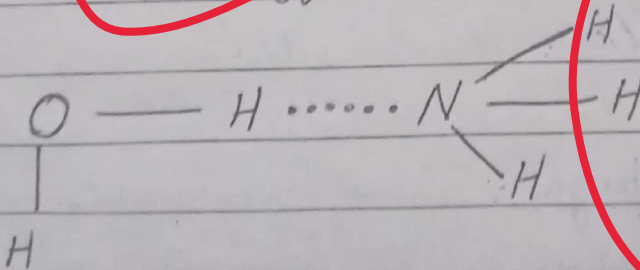 H
O — H ...... N — H
H
H